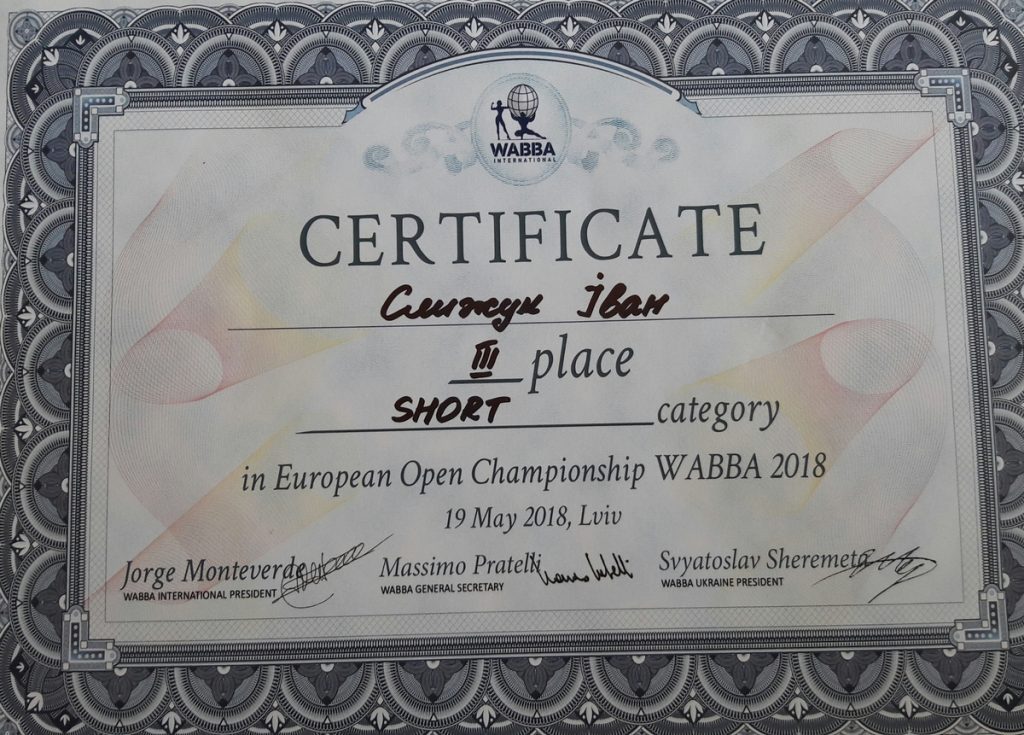 WABBA
INTERNATIONAL
CERTIFICATE
Слижук Іван
III place
SHORT category
in European Open Championship WABBA 2018
19 May 2018, Lviv
Jorge Monteverde Massimo Pratelli Svyatoslav Sheremeta
WABBA INTERNATIONAL PRESIDENT WABBA GENERAL SECRETARY WABBA UKRAINE PRESIDENT